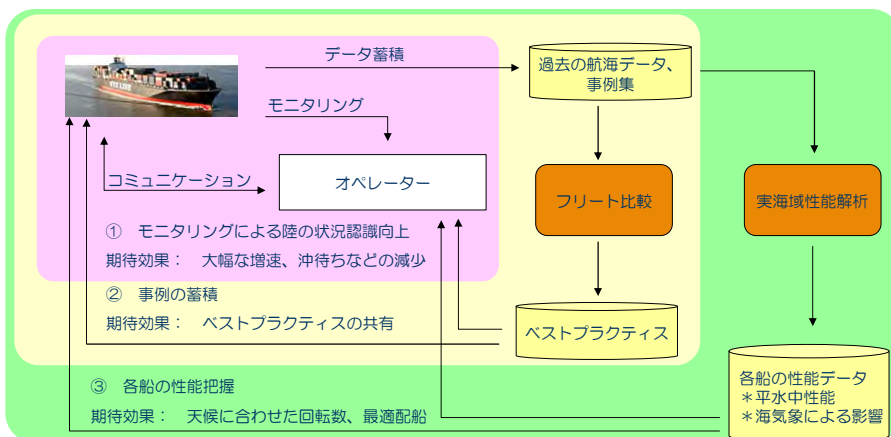 データ蓄積
過去の航海データ、
事例集
モニタリング
コミュニケーション
オペレーター
フリート比較
実海域性能解析
① モニタリングによる陸の状況認識向上
期待効果： 大幅な増速、沖待ちなどの減少
② 事例の蓄積
期待効果： ベストプラクティスの共有
ベストプラクティス
③ 各船の性能把握
期待効果： 天候に合わせた回転数、最適配船
各船の性能データ
＊平水中性能
＊海気象による影響